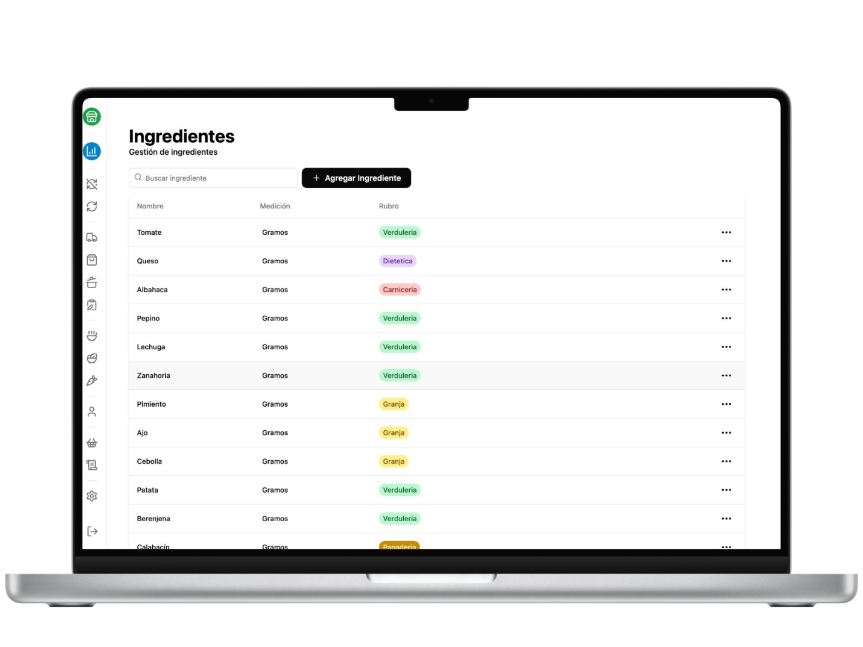 Ingredientes
Gestión de ingredientes
Buscar ingrediente
+ Agregar Ingrediente
Nombre Medición Rubro
Tomate Gramos Verduleria
Queso Gramos Dietetica
Albahaca Gramos Carniceria
Pepino Gramos Verduleria
Lechuga Gramos Verduleria
Zanahoria Gramos Verduleria
Pimiento Gramos Granja
Ajo Gramos Granja
Cebolla Gramos Granja
Patata Gramos Verduleria
Berenjena Gramos Verduleria
Calabacín Gramos Panaderia